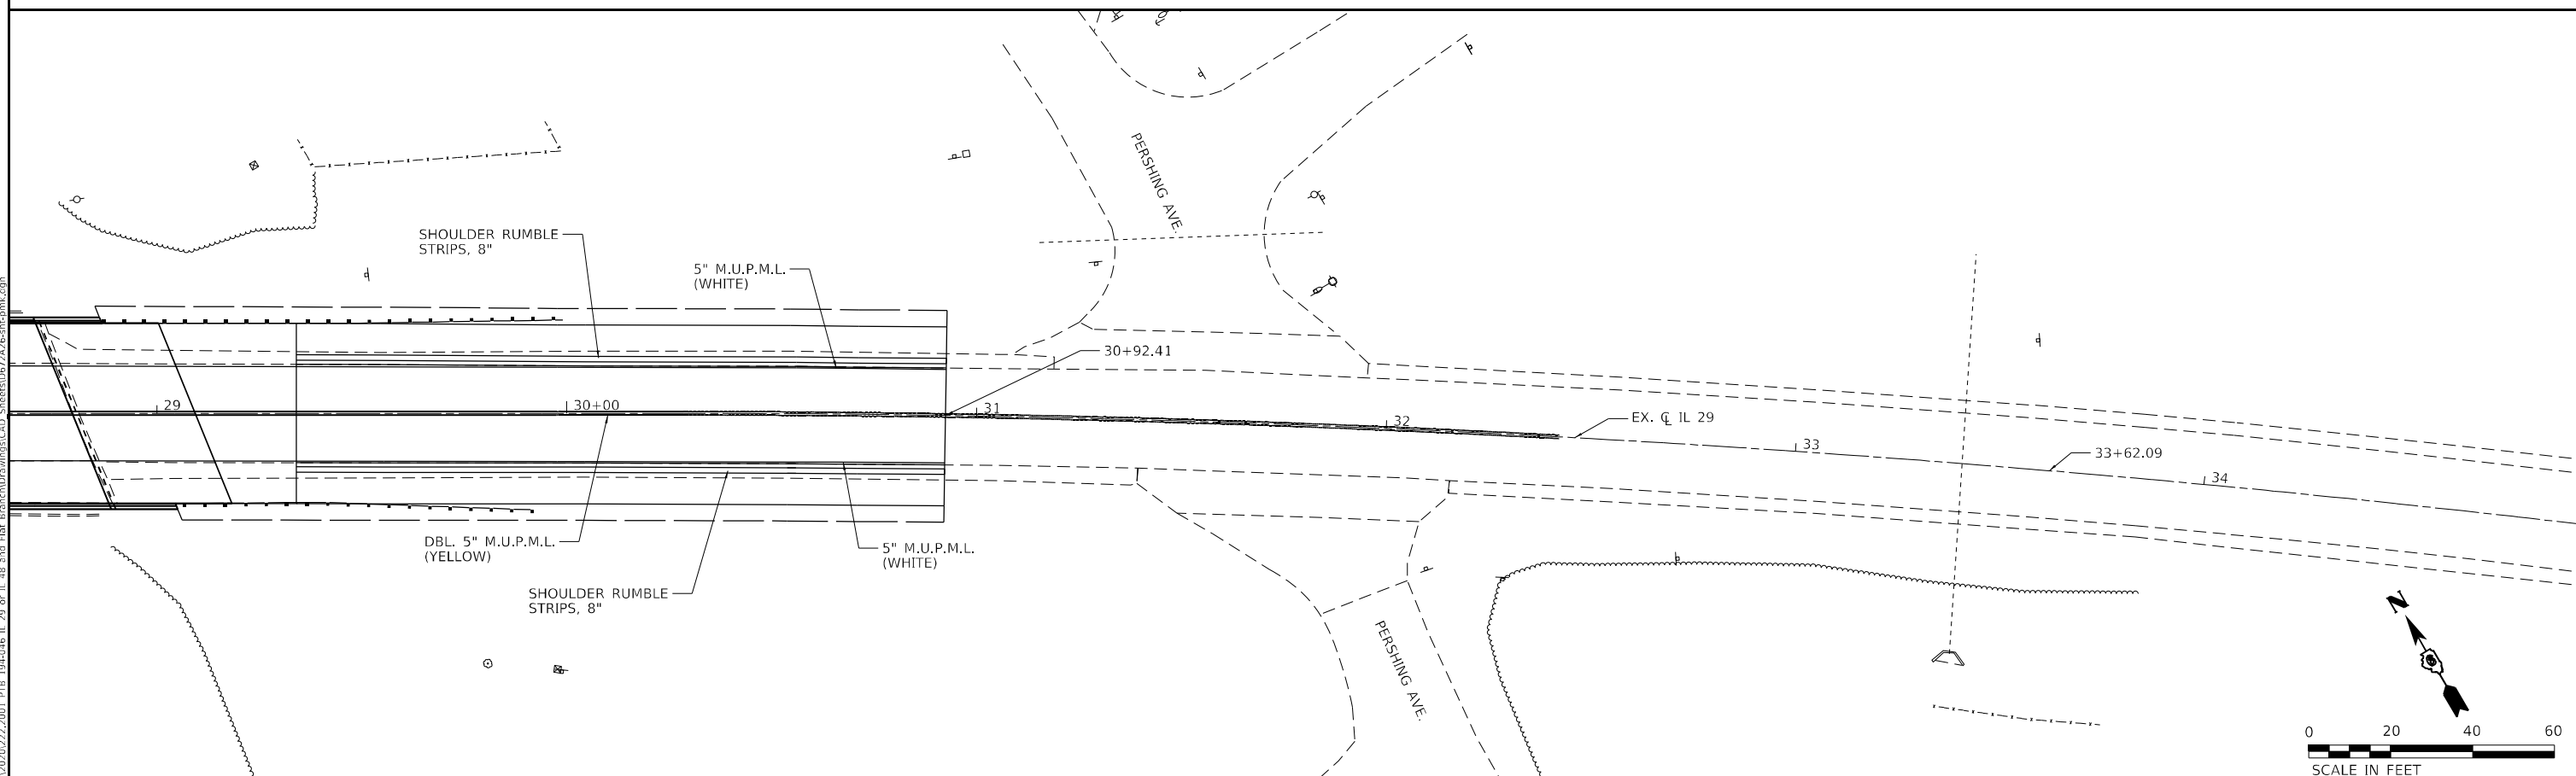 PERSHING AVE.
SHOULDER RUMBLE
STRIPS, 8"
5" M.U.P.M.L.
(WHITE)
30+92.41
29
30+00
31
32
EX. ℄ IL 29
33
33+62.09
34
DBL. 5" M.U.P.M.L.
(YELLOW)
5" M.U.P.M.L.
(WHITE)
SHOULDER RUMBLE
STRIPS, 8"
PERSHING AVE.
N
0 20 40 60
SCALE IN FEET